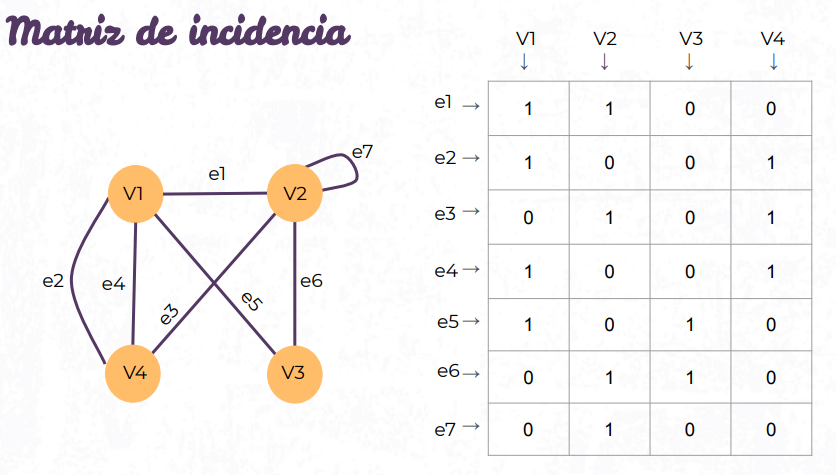 Matriz de incidencia
V1 V2 V3 V4
↓ ↓ ↓ ↓
e1 → 1 1 0 0
e2 → 1 0 0 1
e3 → 0 1 0 1
e4 → 1 0 0 1
e5 → 1 0 1 0
e6 → 0 1 1 0
e7 → 0 1 0 0
e7
e1
V1
V2
e2
e4
e3
e5
e6
V4
V3